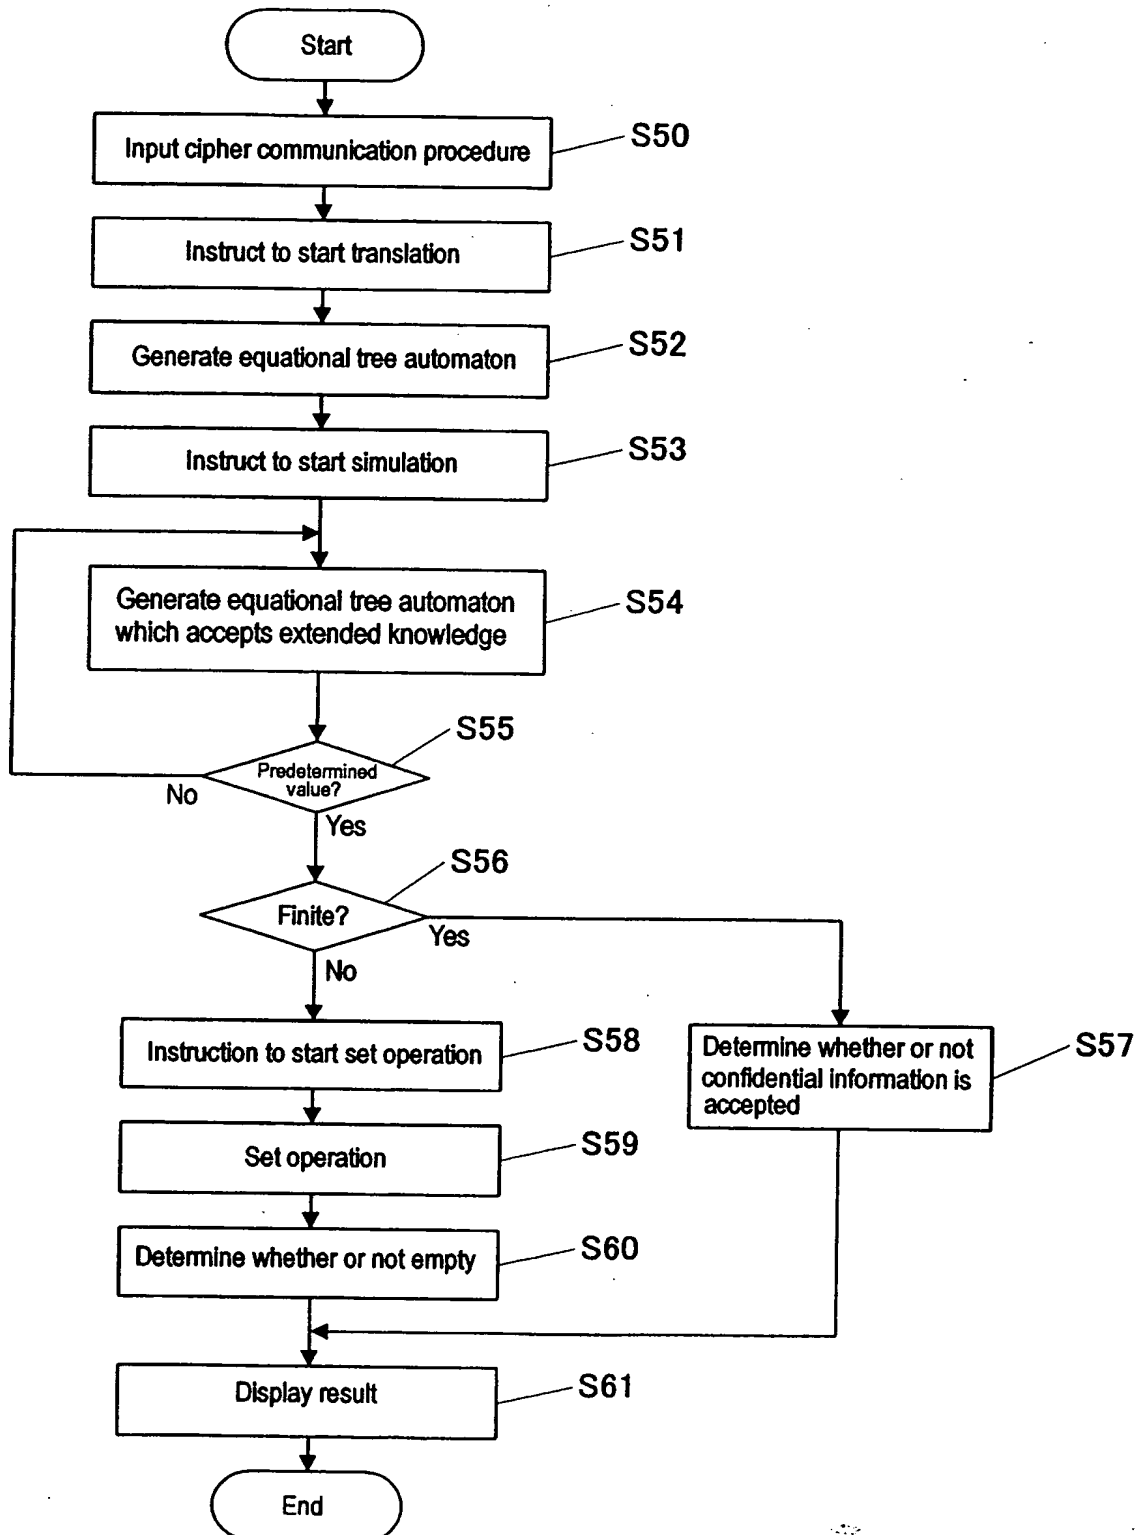 Start
Input cipher communication procedure
S50
Instruct to start translation
S51
Generate equational tree automaton
S52
Instruct to start simulation
S53
Generate equational tree automaton
which accepts extended knowledge
S54
S55
Predetermined
value?
No
Yes
S56
Finite?
Yes
No
Instruction to start set operation
S58
Determine whether or not
confidential information is
accepted
S57
Set operation
S59
Determine whether or not empty
S60
Display result
S61
End